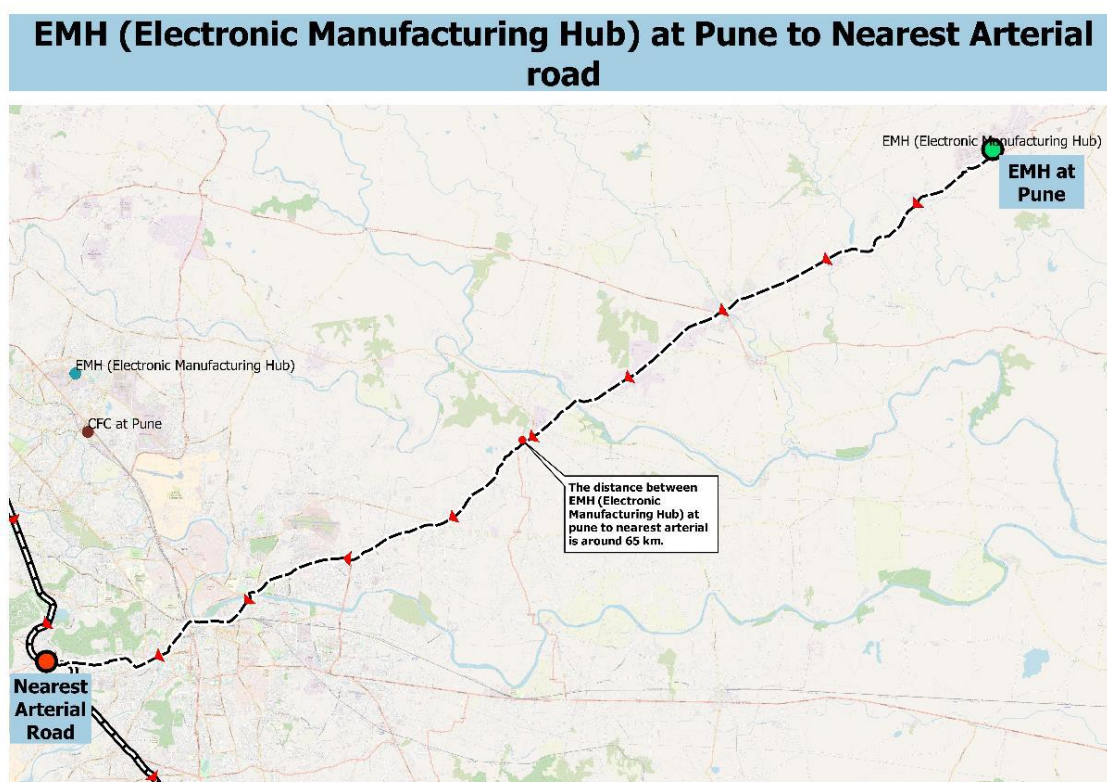 EMH (Electronic Manufacturing Hub) at Pune to Nearest Arterial
road
EMH (Electronic Manufacturing Hub)
EMH at
Pune
EMH (Electronic Manufacturing Hub)
CFC at Pune
The distance between
EMH (Electronic
Manufacturing Hub) at
pune to nearest arterial
is around 65 km.
Nearest
Arterial
Road